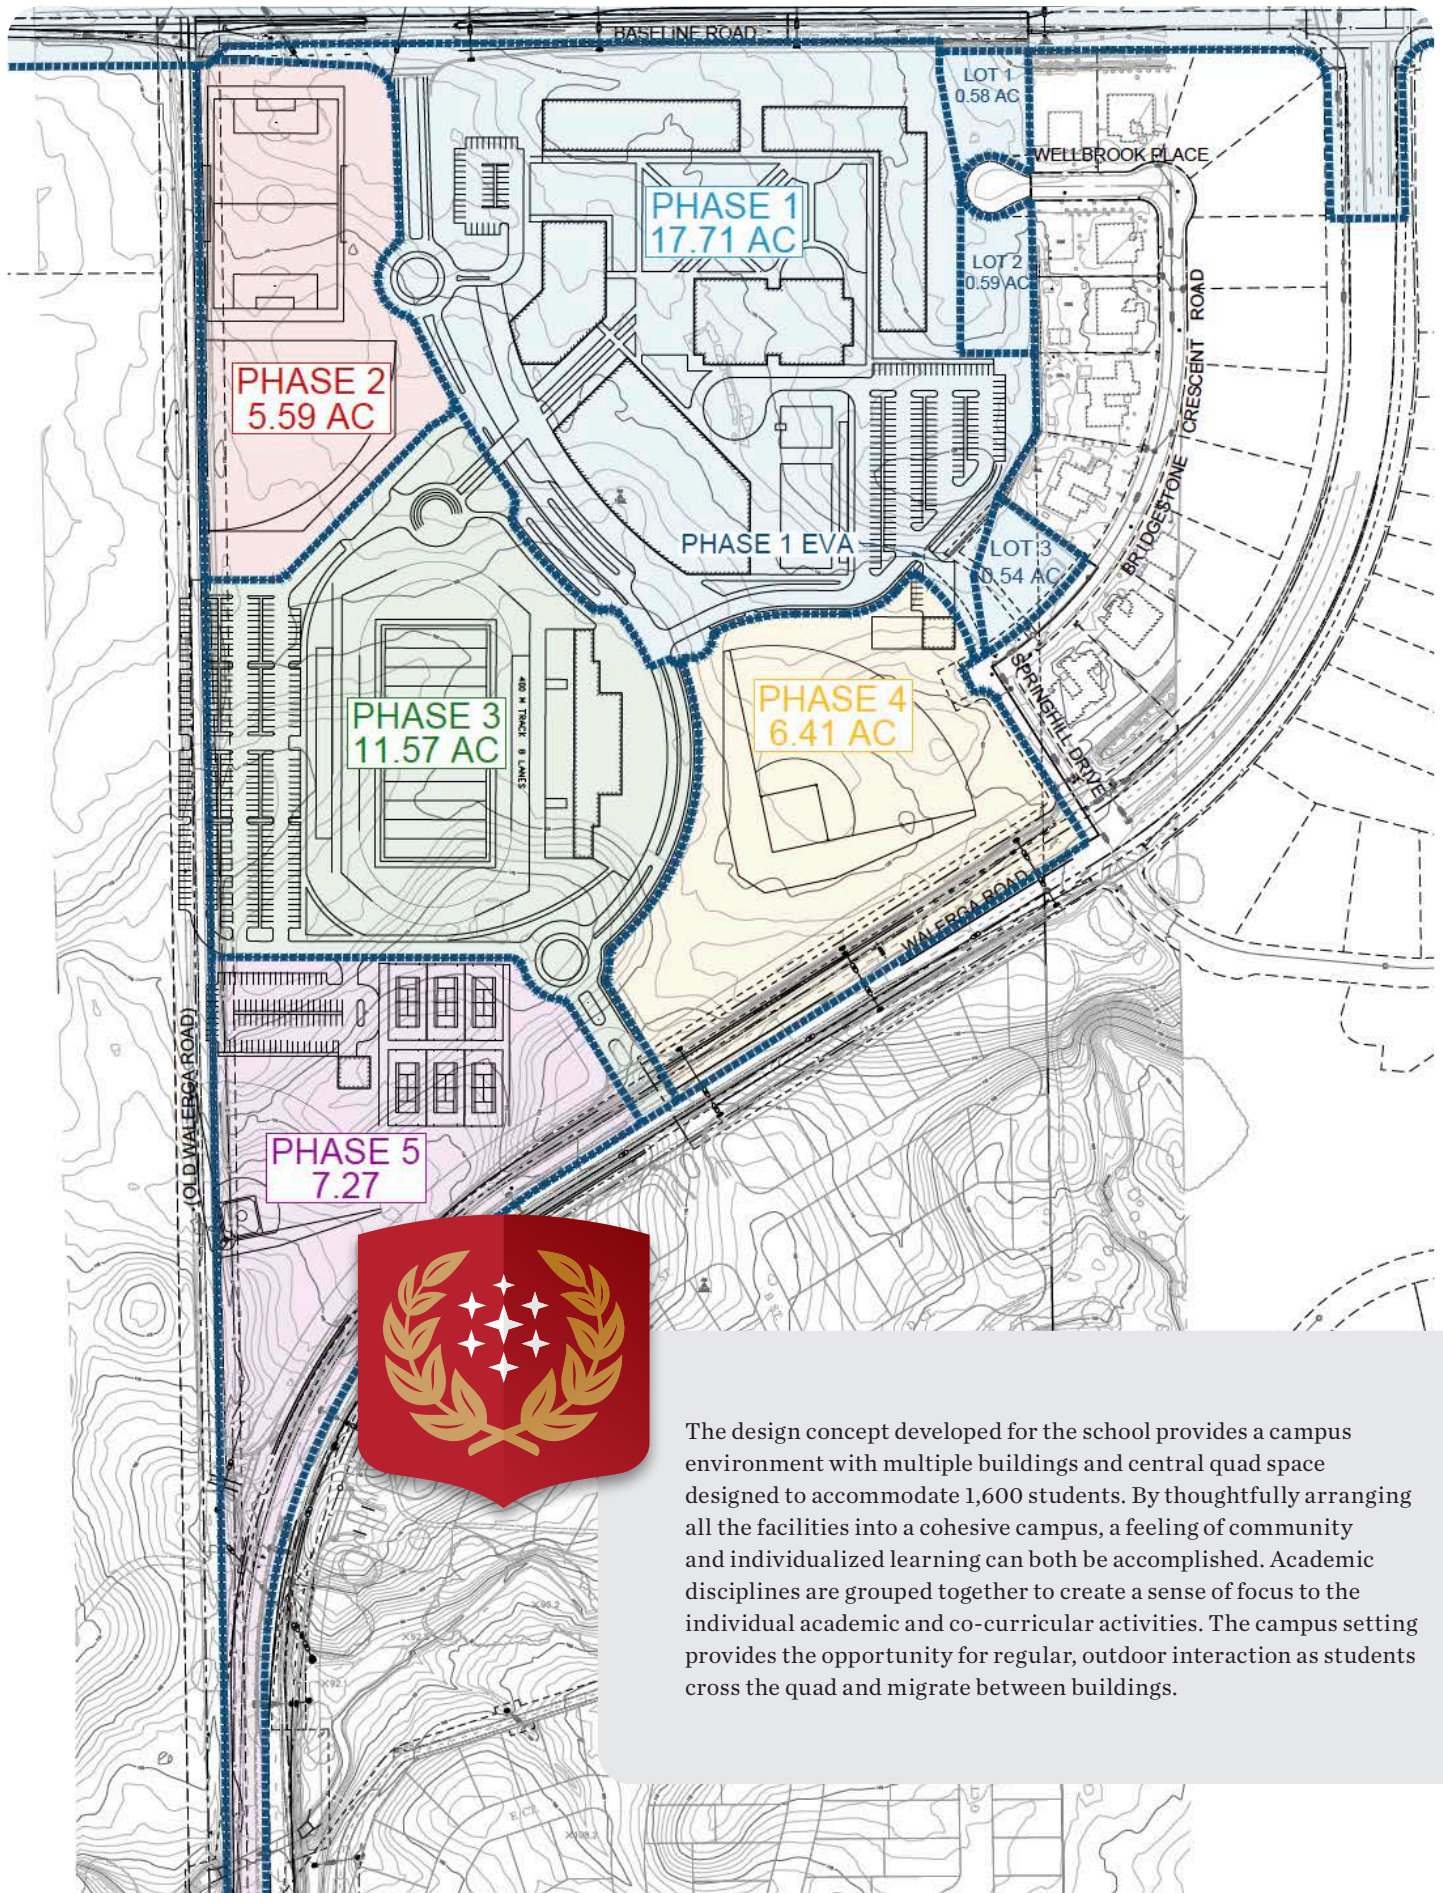 BASELINE ROAD
LOT 1
0.58 AC
WELLBROOK PLACE
PHASE 1
17.71 AC
LOT 2
0.59 AC
BRIDGESTONE CRESCENT ROAD
PHASE 2
5.59 AC
PHASE 1 EVA
LOT 3
0.54 AC
SPRINGHILL DRIVE
PHASE 3
11.57 AC
400 M TRACK 8 LANES
PHASE 4
6.41 AC
WALERGA ROAD
(OLD WALERGA ROAD)
PHASE 5
7.27
B ST.
The design concept developed for the school provides a campus
environment with multiple buildings and central quad space
designed to accommodate 1,600 students. By thoughtfully arranging
all the facilities into a cohesive campus, a feeling of community
and individualized learning can both be accomplished. Academic
disciplines are grouped together to create a sense of focus to the
individual academic and co-curricular activities. The campus setting
provides the opportunity for regular, outdoor interaction as students
cross the quad and migrate between buildings.
X95.2
E CT.